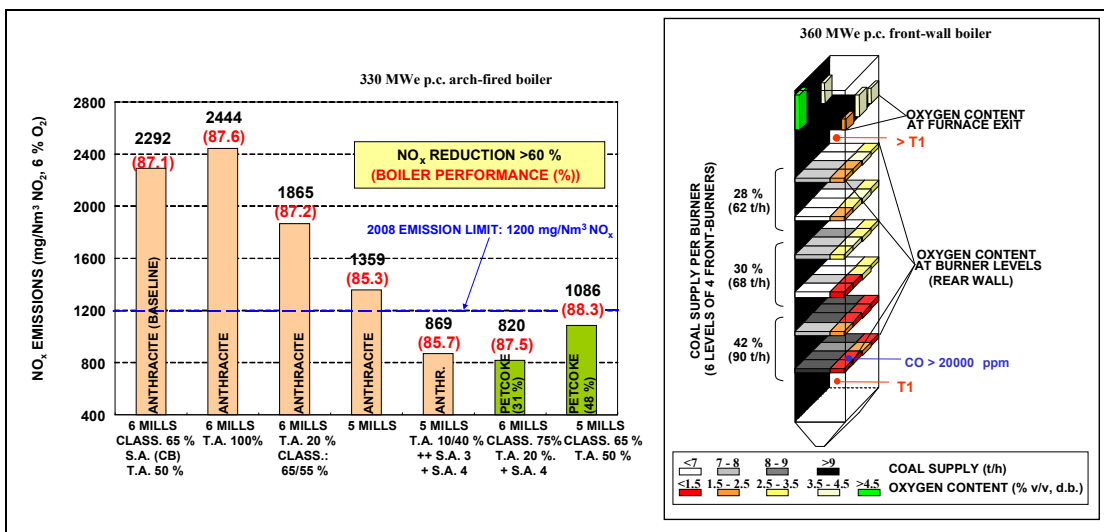 330 MWe p.c. arch-fired boiler
NOX EMISSIONS (mg/Nm3 NO2, 6 % O2)
2800
2400
2000
1600
1200
800
400
2292
(87.1)
2444
(87.6)
1865
(87.2)
1359
(85.3)
869
(85.7)
820
(87.5)
1086
(88.3)
NOx REDUCTION >60 %
(BOILER PERFORMANCE (%))
2008 EMISSION LIMIT: 1200 mg/Nm3 NOx
ANTHRACITE (BASELINE)
ANTHRACITE
ANTHRACITE
ANTHRACITE
ANTHR.
PETCOKE
(31 %)
PETCOKE
(48 %)
6 MILLS
CLASS. 65 %
S.A. (CB)
T.A. 50 %
6 MILLS
T.A. 100%
6 MILLS
T.A. 20 %
CLASS.:
65/55 %
5 MILLS
5 MILLS
T.A. 10/40 %
++ S.A. 3
+ S.A. 4
6 MILLS
CLASS. 75%
T.A. 20 %.
+ S.A. 4
5 MILLS
CLASS. 65 %
T.A. 50%
360 MWe p.c. front-wall boiler
OXYGEN CONTENT
AT FURNACE EXIT
> T1
COAL SUPPLY PER BURNER
(6 LEVELS OF 4 FRONT-BURNERS)
28 %
(62 t/h)
30 %
(68 t/h)
42 %
(90 t/h)
OXYGEN CONTENT
AT BURNER LEVELS
(REAR WALL)
CO > 20000 ppm
T1
<7 7 - 8 8 - 9 >9
COAL SUPPLY (t/h)
<1.5 1.5 - 2.5 2.5 - 3.5 3.5 - 4.5 >4.5
OXYGEN CONTENT (% v/v, d.b.)